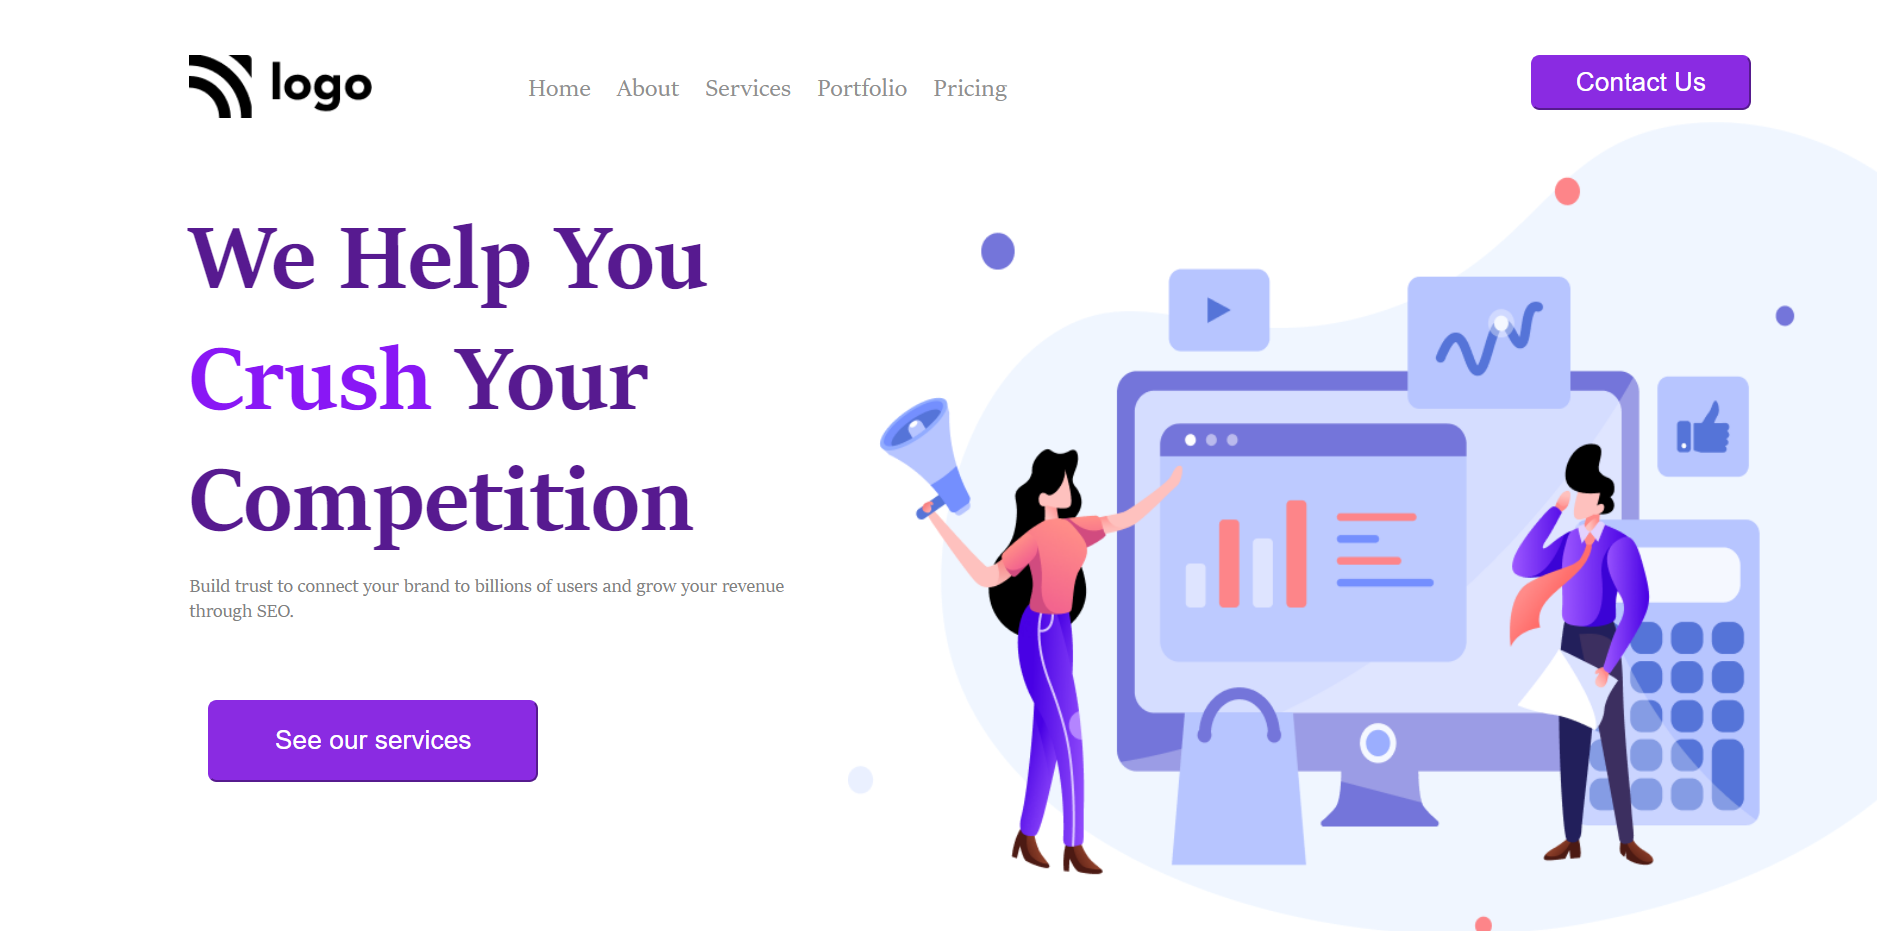 logo
Home About Services Portfolio Pricing
Contact Us
We Help You
Crush Your
Competition
Build trust to connect your brand to billions of users and grow your revenue
through SEO.
See our services